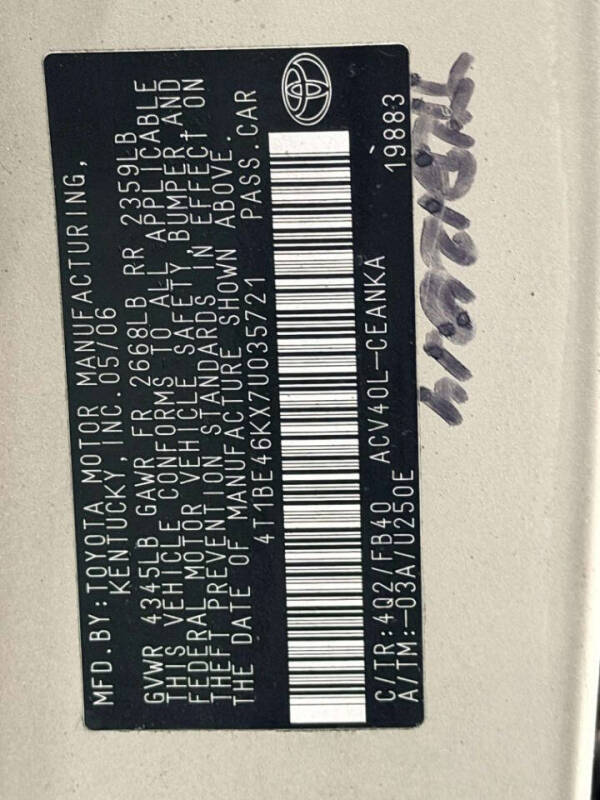 MFD.BY:TOYOTA MOTOR MANUFACTURING,
KENTUCKY, INC.05/06
GVWR 4345LB GAWR FR 2668LB RR 2359LB
THIS VEHICLE CONFORMS TO ALL APPLICABLE
FEDERAL MOTOR VEHICLE SAFETY, BUMPER, AND
THEFT PREVENTION STANDARDS IN EFFECT ON
THE DATE OF MANUFACTURE SHOWN ABOVE.
4T1BE46KX7U035721 PASS.CAR
C/TR:4Q2/FB40 ACV40L-CEANKA
A/TM:-03A/U250E 19883